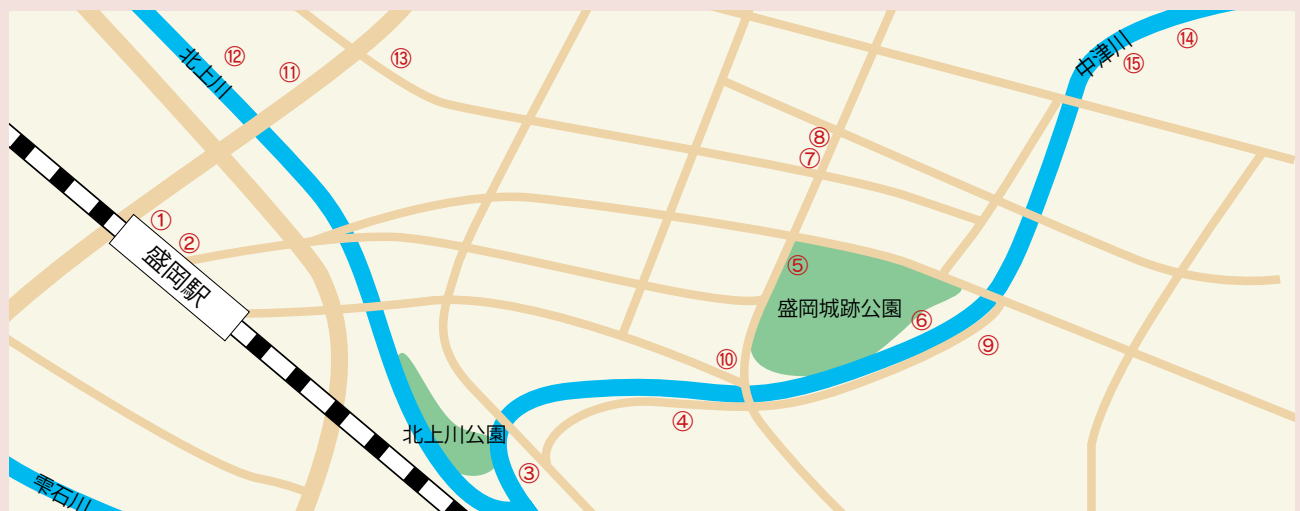 北上川
⑫
⑪
⑬
中津川
⑭
⑮
⑧
⑦
①
②
盛岡駅
⑤
盛岡城跡公園
⑥
⑨
⑩
④
北上川公園
③
雫石川